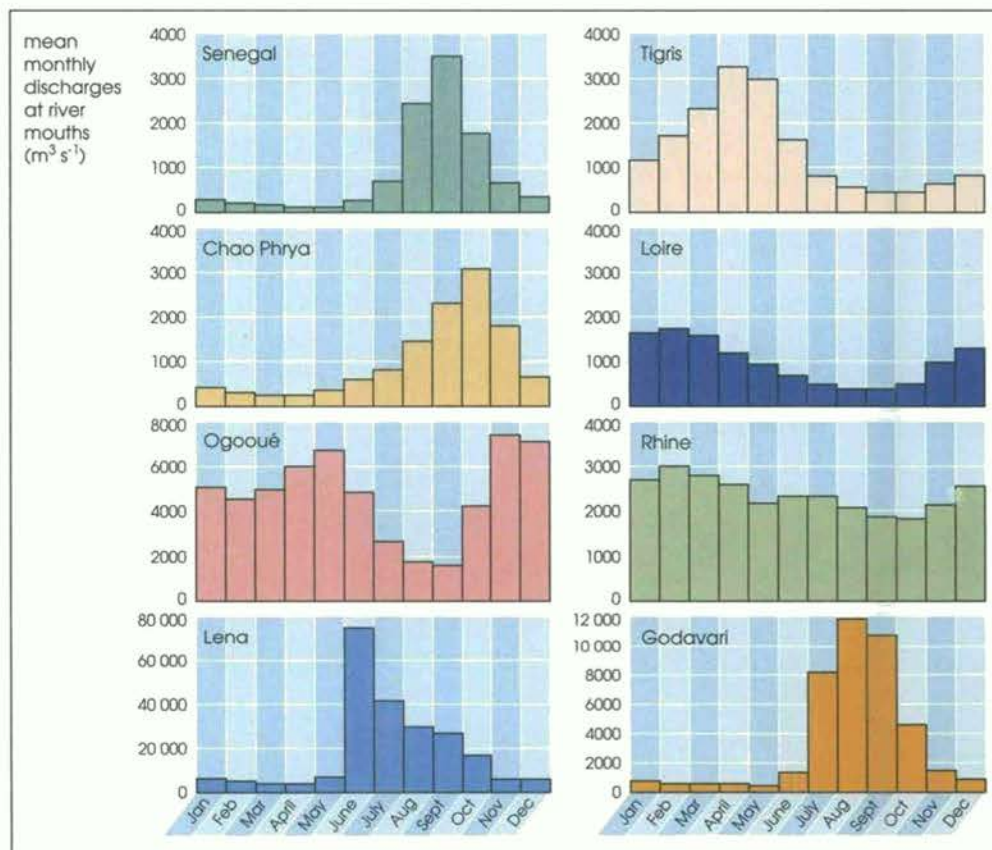 mean
monthly
discharges
at river
mouths
(m³ s⁻¹)
4000
3000
2000
1000
0
Senegal
4000
3000
2000
1000
0
Tigris
4000
3000
2000
1000
0
Chao Phrya
4000
3000
2000
1000
0
Loire
8000
6000
4000
2000
0
Ogooué
4000
3000
2000
1000
0
Rhine
80 000
60 000
40 000
20 000
0
Lena
12 000
10 000
8000
6000
4000
2000
0
Godavari
Jan Feb Mar April May June July Aug Sept Oct Nov Dec
Jan Feb Mar April May June July Aug Sept Oct Nov Dec